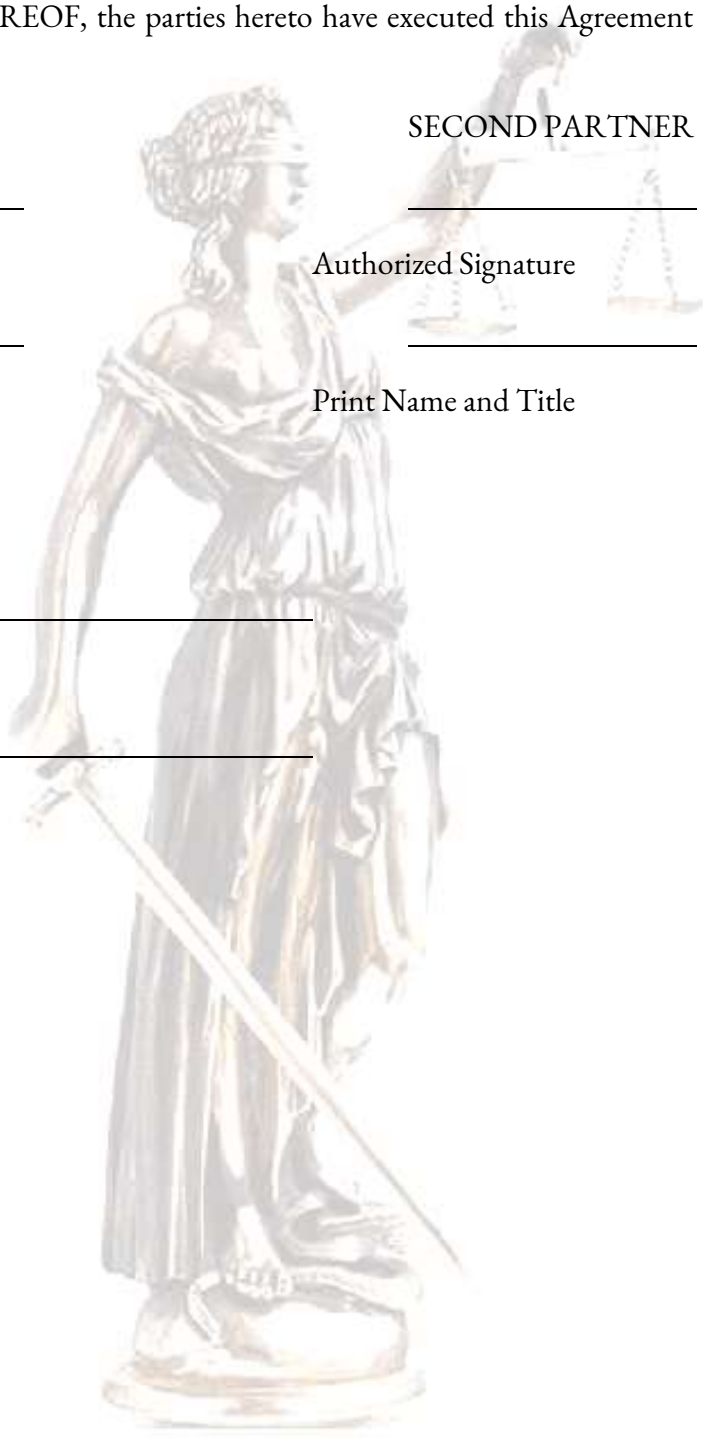 REOF, the parties hereto have executed this Agreement
SECOND PARTNER
Authorized Signature
Print Name and Title